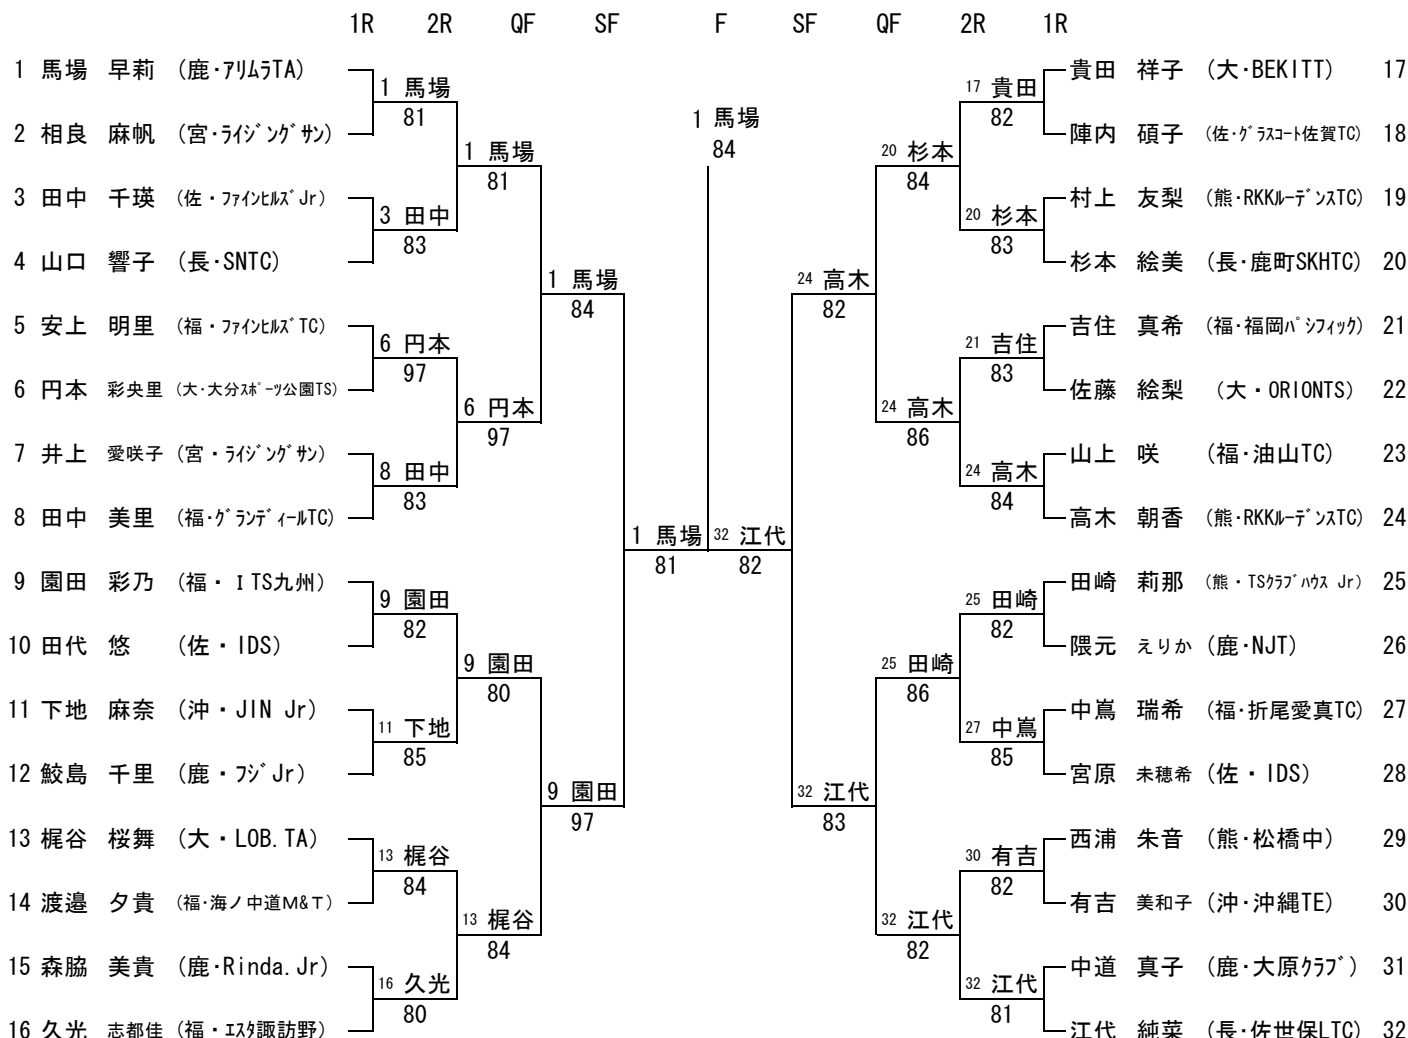 1R 2R QF SF F SF QF 2R 1R
1 馬場 早莉 (鹿・ｱﾘﾑﾗTA)
2 相良 麻帆 (宮・ﾗｲｼﾞﾝｸﾞｻﾝ)
3 田中 千瑛 (佐・ﾌｧｲﾝﾋﾙｽﾞJr)
4 山口 響子 (長・SNTC)
5 安上 明里 (福・ﾌｧｲﾝﾋﾙｽﾞTC)
6 円本 彩央里 (大・大分ｽﾎﾟｰﾂ公園TS)
7 井上 愛咲子 (宮・ﾗｲｼﾞﾝｸﾞｻﾝ)
8 田中 美里 (福・ｸﾞﾗﾝﾃﾞｨｰﾙTC)
9 園田 彩乃 (福・ＩTS九州)
10 田代 悠 (佐・IDS)
11 下地 麻奈 (沖・JIN Jr)
12 鮫島 千里 (鹿・ﾌｼﾞJr)
13 梶谷 桜舞 (大・LOB.TA)
14 渡邉 夕貴 (福・海ノ中道M&T)
15 森脇 美貴 (鹿・Rinda.Jr)
16 久光 志都佳 (福・ｴｽﾀ諏訪野)
1 馬場
81
3 田中
83
6 円本
97
8 田中
83
9 園田
82
11 下地
85
13 梶谷
84
16 久光
80
1 馬場
81
6 円本
97
9 園田
80
13 梶谷
84
1 馬場
84
9 園田
97
1 馬場
81
1 馬場
84
32 江代
82
24 高木
82
32 江代
83
20 杉本
84
24 高木
86
25 田崎
86
32 江代
82
17 貴田
82
20 杉本
83
21 吉住
83
24 高木
84
25 田崎
82
27 中嶌
85
30 有吉
82
32 江代
81
貴田 祥子 (大・BEKITT) 17
陣内 碩子 (佐・ｸﾞﾗｽｺｰﾄ佐賀TC) 18
村上 友梨 (熊・RKKﾙｰﾃﾞﾝｽTC) 19
杉本 絵美 (長・鹿町SKHTC) 20
吉住 真希 (福・福岡ﾊﾟｼﾌｨｯｸ) 21
佐藤 絵梨 (大・ORIONTS) 22
山上 咲 (福・油山TC) 23
高木 朝香 (熊・RKKﾙｰﾃﾞﾝｽTC) 24
田崎 莉那 (熊・TSｸﾗﾌﾞﾊｳｽ Jr) 25
隈元 えりか (鹿・NJT) 26
中嶌 瑞希 (福・折尾愛真TC) 27
宮原 未穂希 (佐・IDS) 28
西浦 朱音 (熊・松橋中) 29
有吉 美和子 (沖・沖縄TE) 30
中道 真子 (鹿・大原ｸﾗﾌﾞ) 31
江代 純菜 (長・佐世保LTC) 32